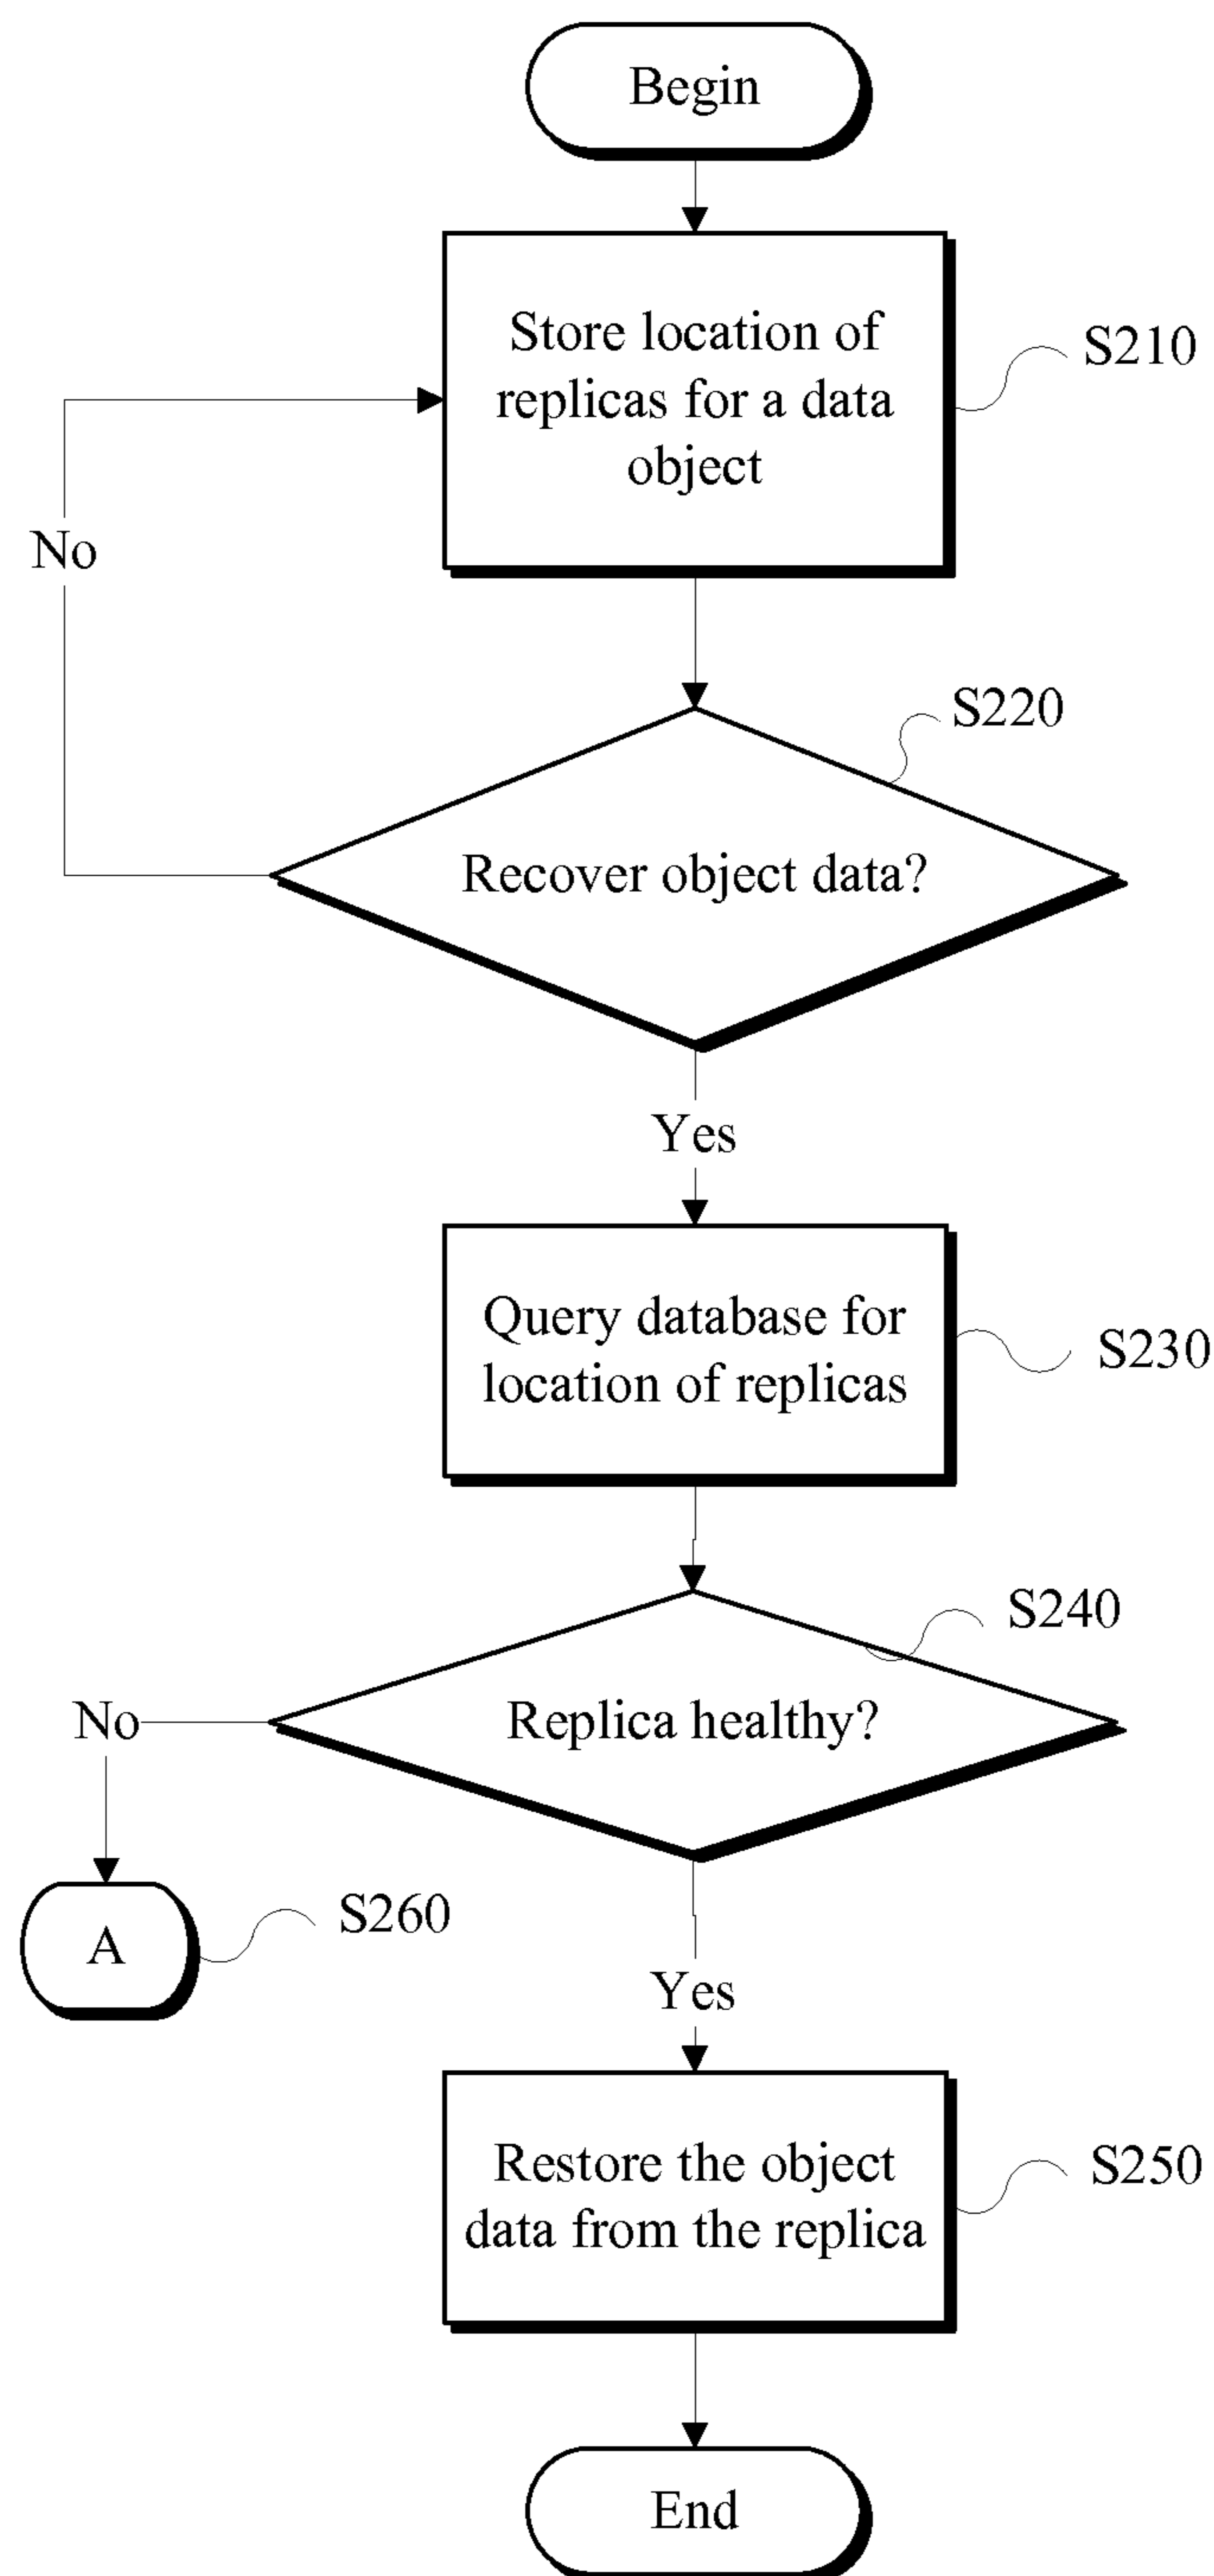 Begin
Store location of
replicas for a data
object
S210
No
S220
Recover object data?
Yes
Query database for
location of replicas
S230
S240
Replica healthy?
No
A
S260
Yes
Restore the object
data from the replica
S250
End